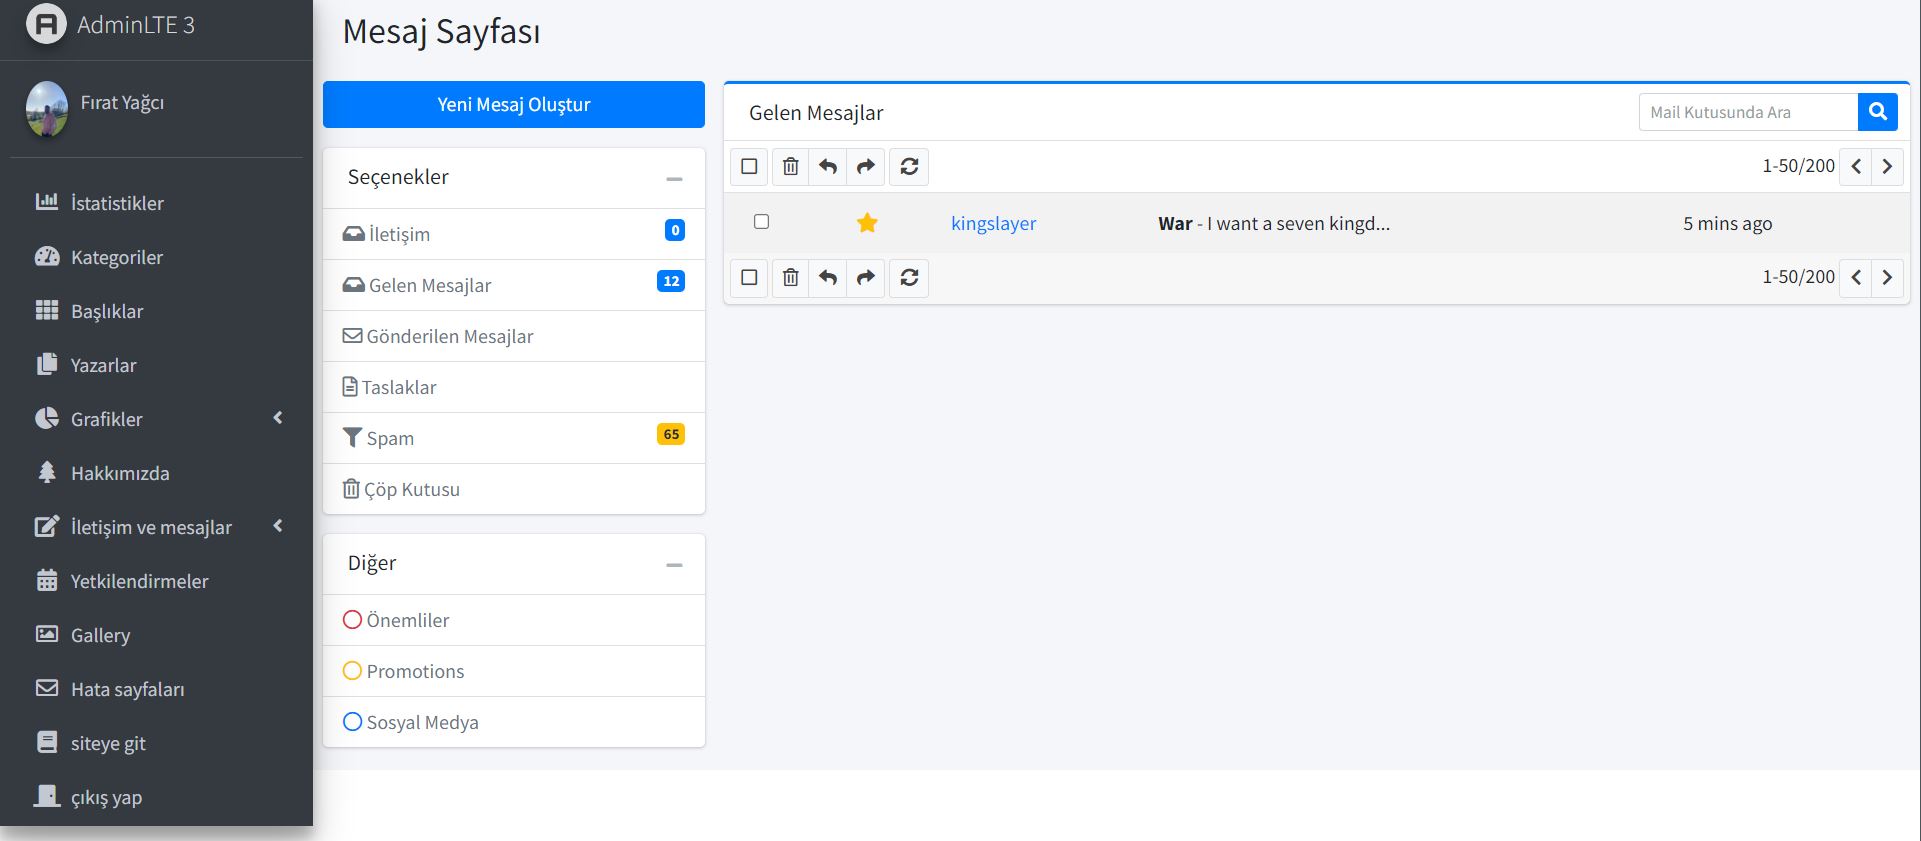 AdminLTE 3
Fırat Yağcı
İstatistikler
Kategoriler
Başlıklar
Yazarlar
Grafikler
Hakkımızda
İletişim ve mesajlar
Yetkilendirmeler
Gallery
Hata sayfaları
siteye git
çıkış yap
Mesaj Sayfası
Yeni Mesaj Oluştur
Seçenekler
İletişim 0
Gelen Mesajlar 12
Gönderilen Mesajlar
Taslaklar
Spam 65
Çöp Kutusu
Diğer
Önemliler
Promotions
Sosyal Medya
Gelen Mesajlar
Mail Kutusunda Ara
1-50/200
kingslayer War - I want a seven kingd... 5 mins ago
1-50/200